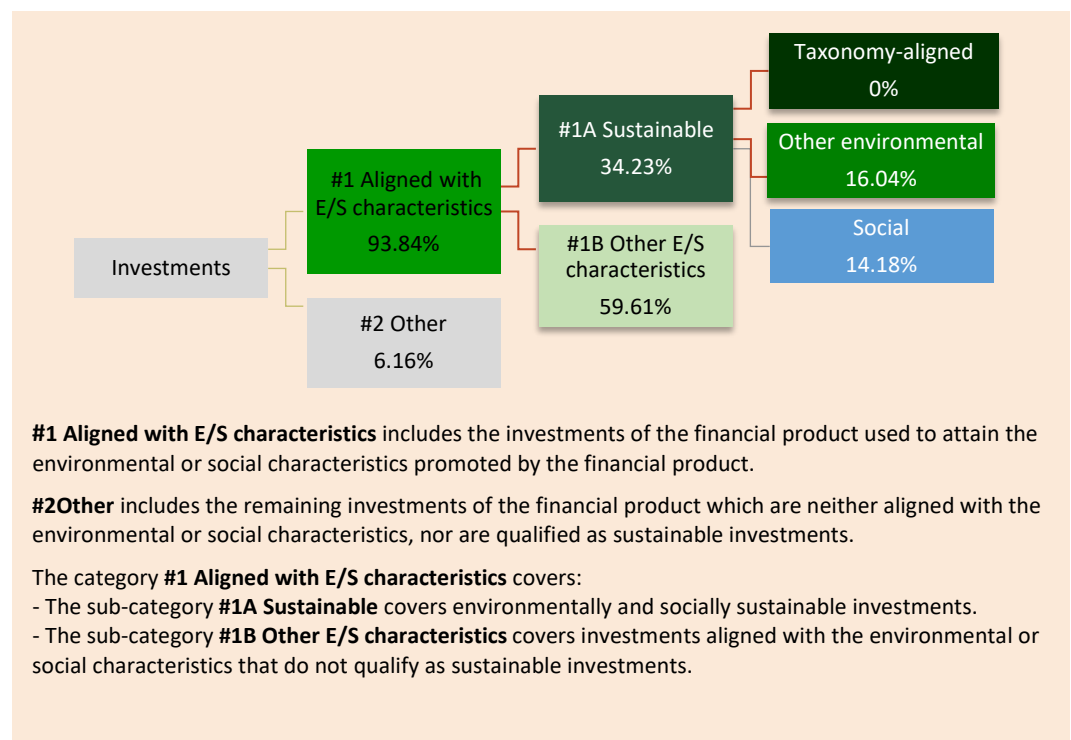 Investments
#1 Aligned with
E/S characteristics
93.84%
#2 Other
6.16%
#1A Sustainable
34.23%
#1B Other E/S
characteristics
59.61%
Taxonomy-aligned
0%
Other environmental
16.04%
Social
14.18%
#1 Aligned with E/S characteristics includes the investments of the financial product used to attain the
environmental or social characteristics promoted by the financial product.
#2Other includes the remaining investments of the financial product which are neither aligned with the
environmental or social characteristics, nor are qualified as sustainable investments.
The category #1 Aligned with E/S characteristics covers:
- The sub-category #1A Sustainable covers environmentally and socially sustainable investments.
- The sub-category #1B Other E/S characteristics covers investments aligned with the environmental or
social characteristics that do not qualify as sustainable investments.